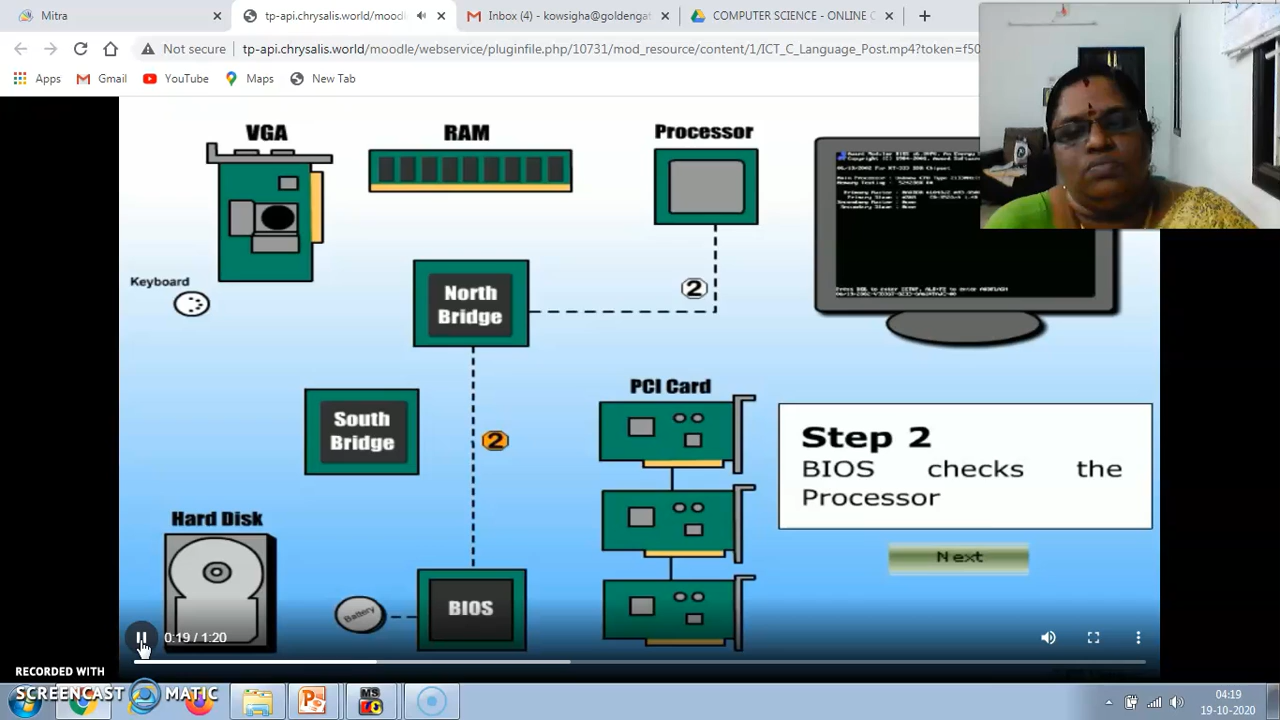 Mitra
tp-api.chrysalis.world/mood
Inbox (4) - kowsigha@goldengat
COMPUTER SCIENCE - ONLINE C
Not secure
tp-api.chrysalis.world/moodle/webservice/pluginfile.php/10731/mod_resource/content/1/ICT_C_Language_Post.mp4?token=f50
Apps
Gmail
YouTube
Maps
New Tab
VGA
RAM
Processor
Keyboard
North
Bridge
2
South
Bridge
2
PCI Card
Step 2
BIOS checks the
Processor
Next
Hard Disk
Battery
BIOS
0:19 / 1:20
RECORDED WITH
SCREENCAST MATIC
04:19
19-10-2020